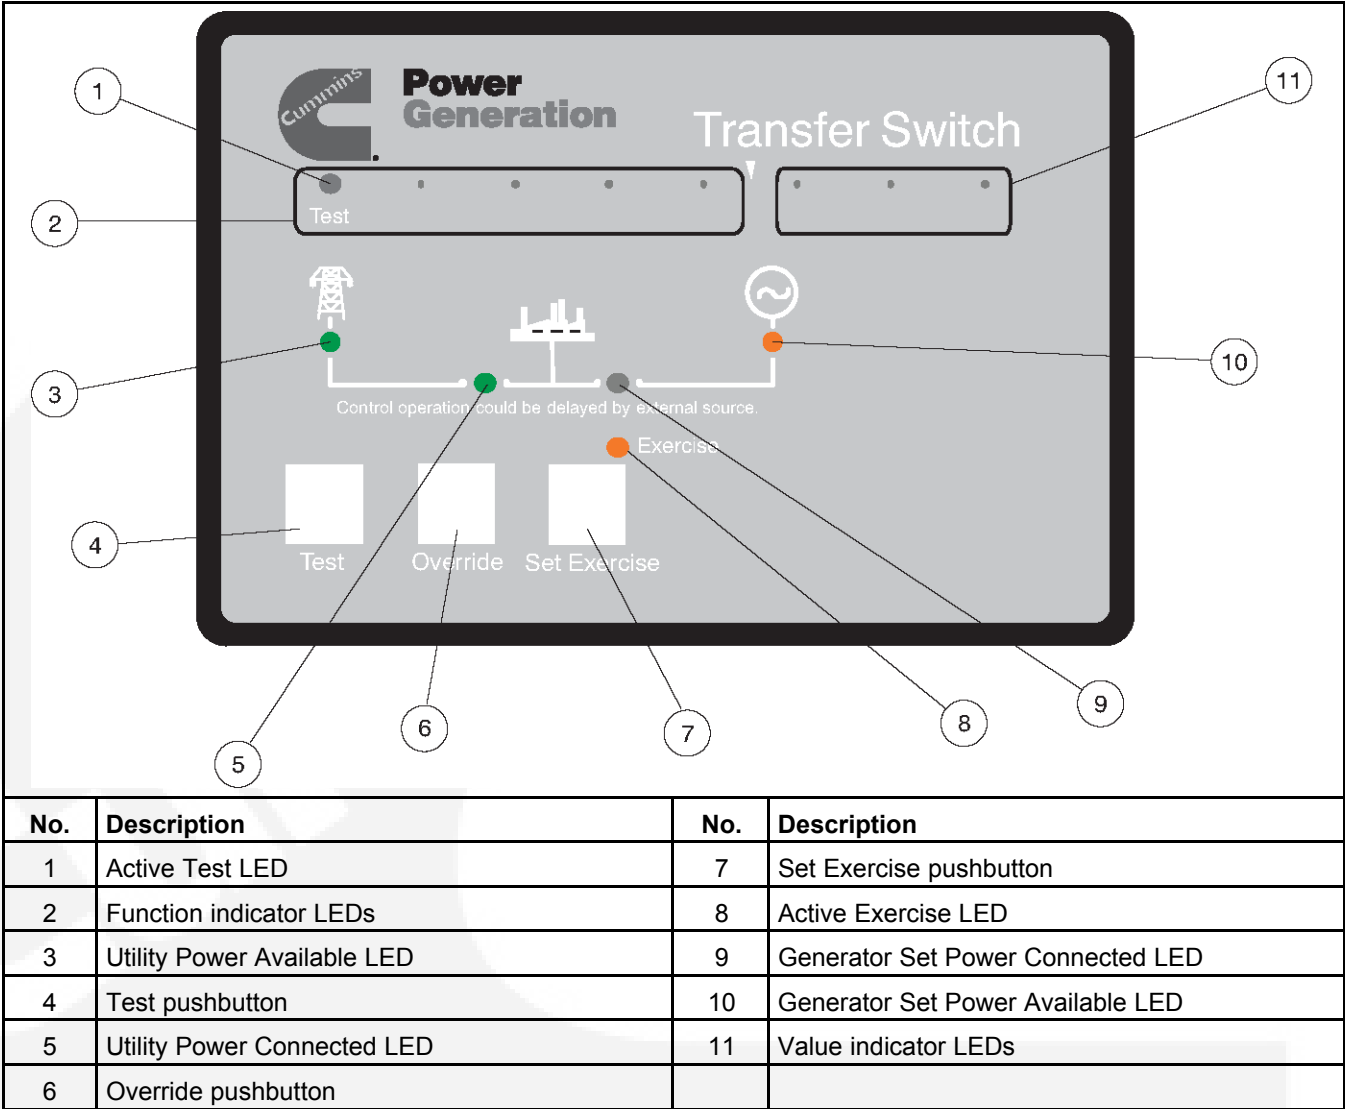 Cummins
Power
Generation
Transfer Switch
1
11
2
Test
3
10
Control operation could be delayed by external source.
Exercise
4
Test Override Set Exercise
5
6
7
8
9
No. Description No. Description
1 Active Test LED 7 Set Exercise pushbutton
2 Function indicator LEDs 8 Active Exercise LED
3 Utility Power Available LED 9 Generator Set Power Connected LED
4 Test pushbutton 10 Generator Set Power Available LED
5 Utility Power Connected LED 11 Value indicator LEDs
6 Override pushbutton